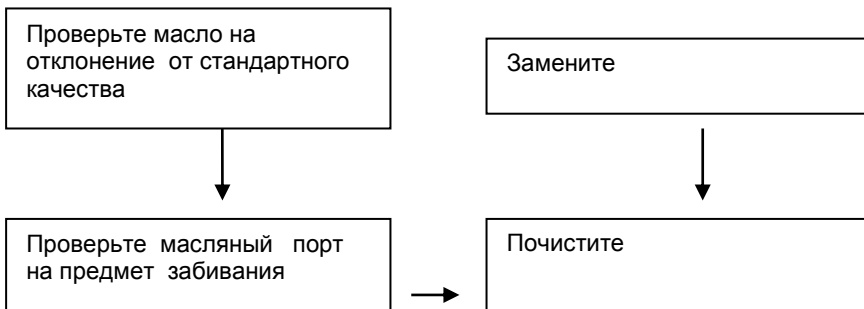 Проверьте масло на
отклонение от стандартного
качества
Замените
Проверьте масляный порт
на предмет забивания
Почистите